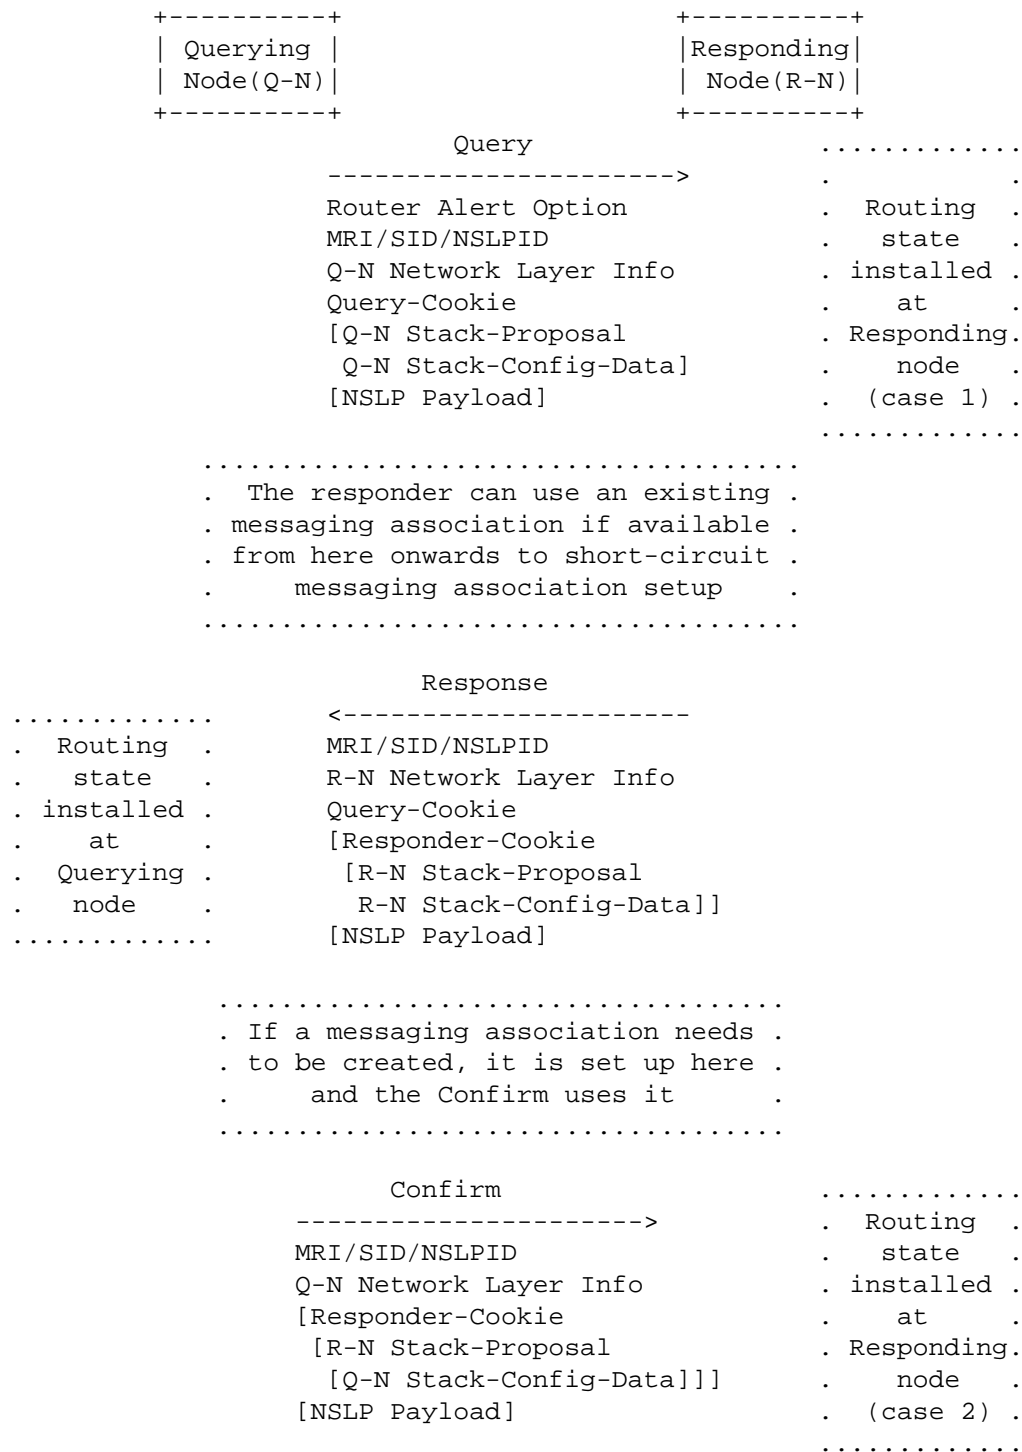 +----------+                     +----------+
| Querying |                     |Responding|
| Node(Q-N)|                     | Node(R-N)|
+----------+                     +----------+
Query                  .............
---------------------->        .           .
Router Alert Option            .  Routing  .
MRI/SID/NSLPID                 .   state   .
Q-N Network Layer Info         . installed .
Query-Cookie                   .    at     .
[Q-N Stack-Proposal            . Responding.
Q-N Stack-Config-Data]        .    node   .
[NSLP Payload]                 .  (case 1) .
.............
......................................
.  The responder can use an existing .
. messaging association if available .
. from here onwards to short-circuit .
.     messaging association setup    .
......................................
Response
.............       <----------------------
.  Routing  .       MRI/SID/NSLPID
.   state   .       R-N Network Layer Info
. installed .       Query-Cookie
.    at     .       [Responder-Cookie
.  Querying .        [R-N Stack-Proposal
.   node    .         R-N Stack-Config-Data]]
.............       [NSLP Payload]
....................................
. If a messaging association needs .
. to be created, it is set up here .
.     and the Confirm uses it      .
....................................
Confirm                    .............
---------------------->          .  Routing  .
MRI/SID/NSLPID                   .   state   .
Q-N Network Layer Info           . installed .
[Responder-Cookie                .    at     .
[R-N Stack-Proposal             . Responding.
[Q-N Stack-Config-Data]]]      .    node   .
[NSLP Payload]                   .  (case 2) .
.............